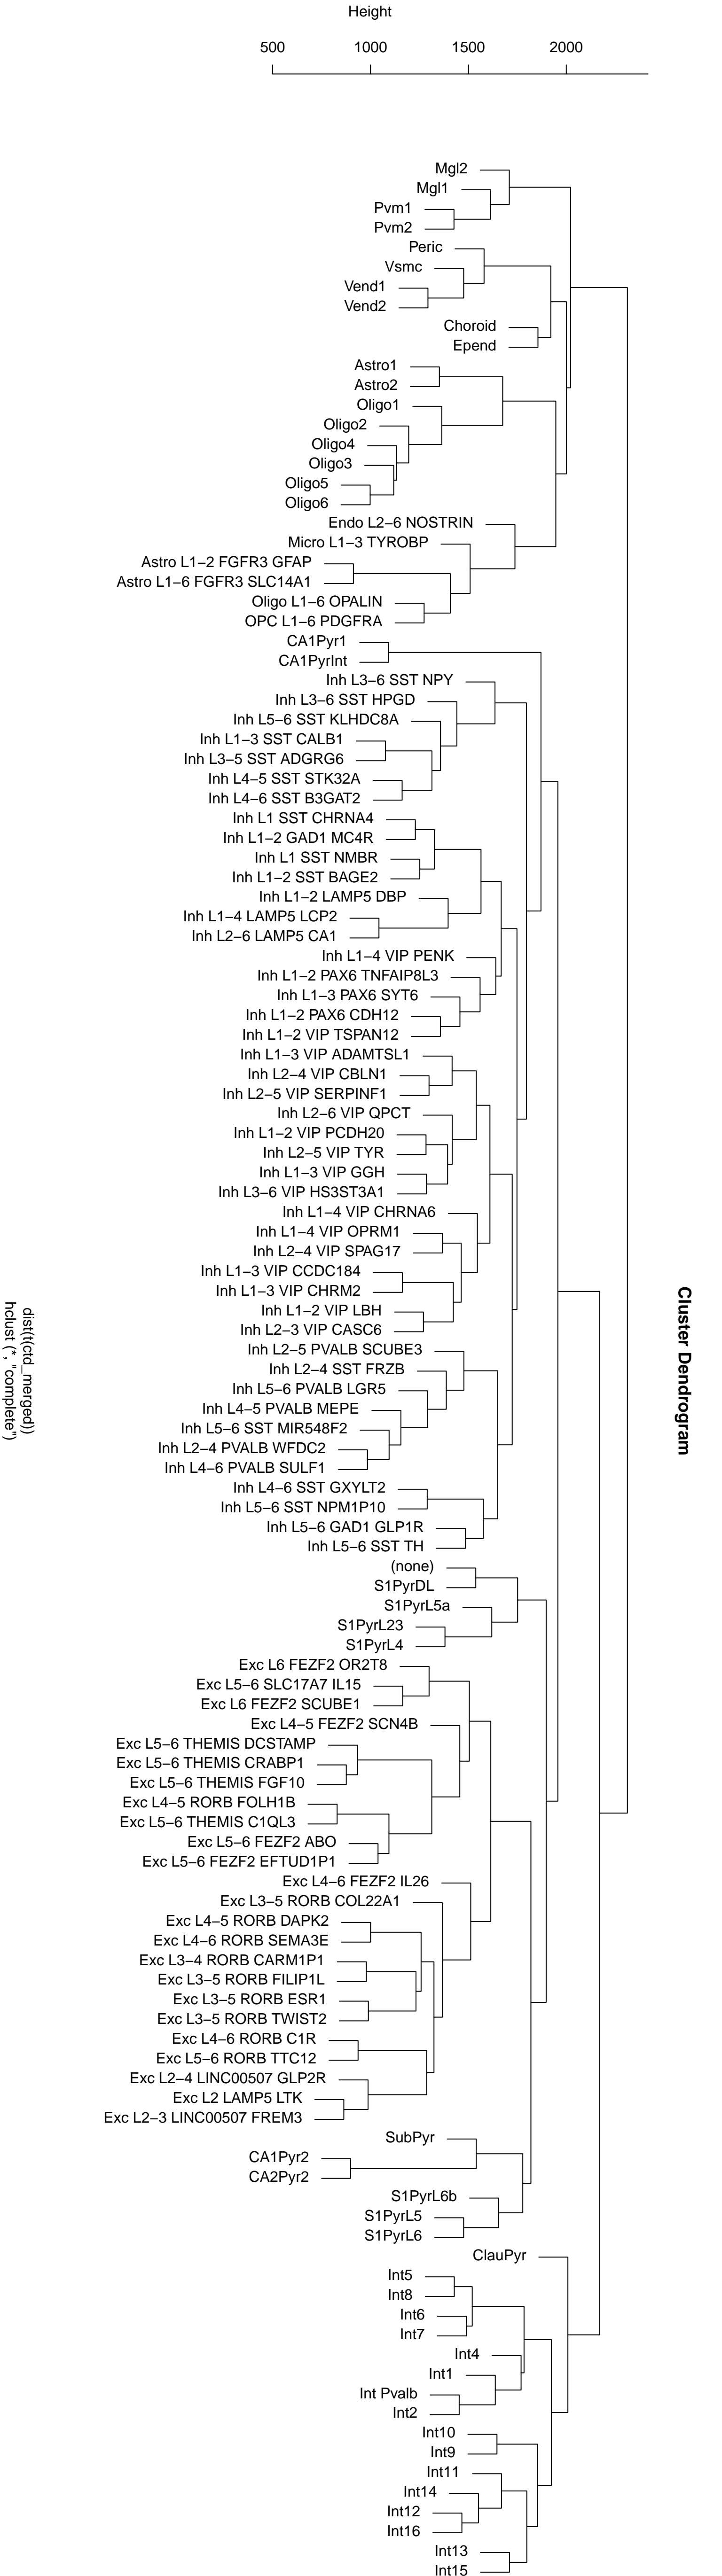 Height
500 1000 1500 2000
Mgl2
Mgl1
Pvm1
Pvm2
Peric
Vsmc
Vend1
Vend2
Choroid
Epend
Astro1
Astro2
Oligo1
Oligo2
Oligo4
Oligo3
Oligo5
Oligo6
Endo L2−6 NOSTRIN
Micro L1−3 TYROBP
Astro L1−2 FGFR3 GFAP
Astro L1−6 FGFR3 SLC14A1
Oligo L1−6 OPALIN
OPC L1−6 PDGFRA
CA1Pyr1
CA1PyrInt
Inh L3−6 SST NPY
Inh L3−6 SST HPGD
Inh L5−6 SST KLHDC8A
Inh L1−3 SST CALB1
Inh L3−5 SST ADGRG6
Inh L4−5 SST STK32A
Inh L4−6 SST B3GAT2
Inh L1 SST CHRNA4
Inh L1−2 GAD1 MC4R
Inh L1 SST NMBR
Inh L1−2 SST BAGE2
Inh L1−2 LAMP5 DBP
Inh L1−4 LAMP5 LCP2
Inh L2−6 LAMP5 CA1
Inh L1−4 VIP PENK
Inh L1−2 PAX6 TNFAIP8L3
Inh L1−3 PAX6 SYT6
Inh L1−2 PAX6 CDH12
Inh L1−2 VIP TSPAN12
Inh L1−3 VIP ADAMTSL1
Inh L2−4 VIP CBLN1
Inh L2−5 VIP SERPINF1
Inh L2−6 VIP QPCT
Inh L1−2 VIP PCDH20
Inh L2−5 VIP TYR
Inh L1−3 VIP GGH
Inh L3−6 VIP HS3ST3A1
Inh L1−4 VIP CHRNA6
Inh L1−4 VIP OPRM1
Inh L2−4 VIP SPAG17
Inh L1−3 VIP CCDC184
Inh L1−3 VIP CHRM2
Inh L1−2 VIP LBH
Inh L2−3 VIP CASC6
Inh L2−5 PVALB SCUBE3
Inh L2−4 SST FRZB
Inh L5−6 PVALB LGR5
Inh L4−5 PVALB MEPE
Inh L5−6 SST MIR548F2
Inh L2−4 PVALB WFDC2
Inh L4−6 PVALB SULF1
Inh L4−6 SST GXYLT2
Inh L5−6 SST NPM1P10
Inh L5−6 GAD1 GLP1R
Inh L5−6 SST TH
(none)
S1PyrDL
S1PyrL5a
S1PyrL23
S1PyrL4
Exc L6 FEZF2 OR2T8
Exc L5−6 SLC17A7 IL15
Exc L6 FEZF2 SCUBE1
Exc L4−5 FEZF2 SCN4B
Exc L5−6 THEMIS DCSTAMP
Exc L5−6 THEMIS CRABP1
Exc L5−6 THEMIS FGF10
Exc L4−5 RORB FOLH1B
Exc L5−6 THEMIS C1QL3
Exc L5−6 FEZF2 ABO
Exc L5−6 FEZF2 EFTUD1P1
Exc L4−6 FEZF2 IL26
Exc L3−5 RORB COL22A1
Exc L4−5 RORB DAPK2
Exc L4−6 RORB SEMA3E
Exc L3−4 RORB CARM1P1
Exc L3−5 RORB FILIP1L
Exc L3−5 RORB ESR1
Exc L3−5 RORB TWIST2
Exc L4−6 RORB C1R
Exc L5−6 RORB TTC12
Exc L2−4 LINC00507 GLP2R
Exc L2 LAMP5 LTK
Exc L2−3 LINC00507 FREM3
SubPyr
CA1Pyr2
CA2Pyr2
S1PyrL6b
S1PyrL5
S1PyrL6
ClauPyr
Int5
Int8
Int6
Int7
Int4
Int1
Int Pvalb
Int2
Int10
Int9
Int11
Int14
Int12
Int16
Int13
Int15
Cluster Dendrogram
dist(t(ctd_merged))
hclust (*, "complete")